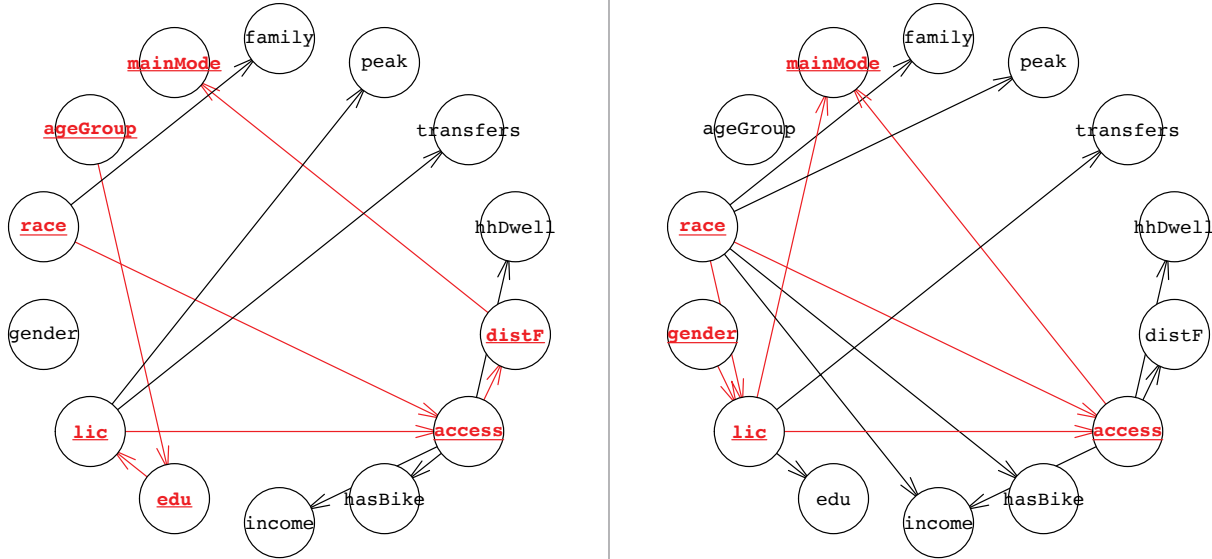 family
mainMode
peak
ageGroup
transfers
race
hhDwell
gender
distF
lic
access
edu
hasBike
income
family
mainMode
peak
ageGroup
transfers
race
hhDwell
gender
distF
lic
access
edu
hasBike
income